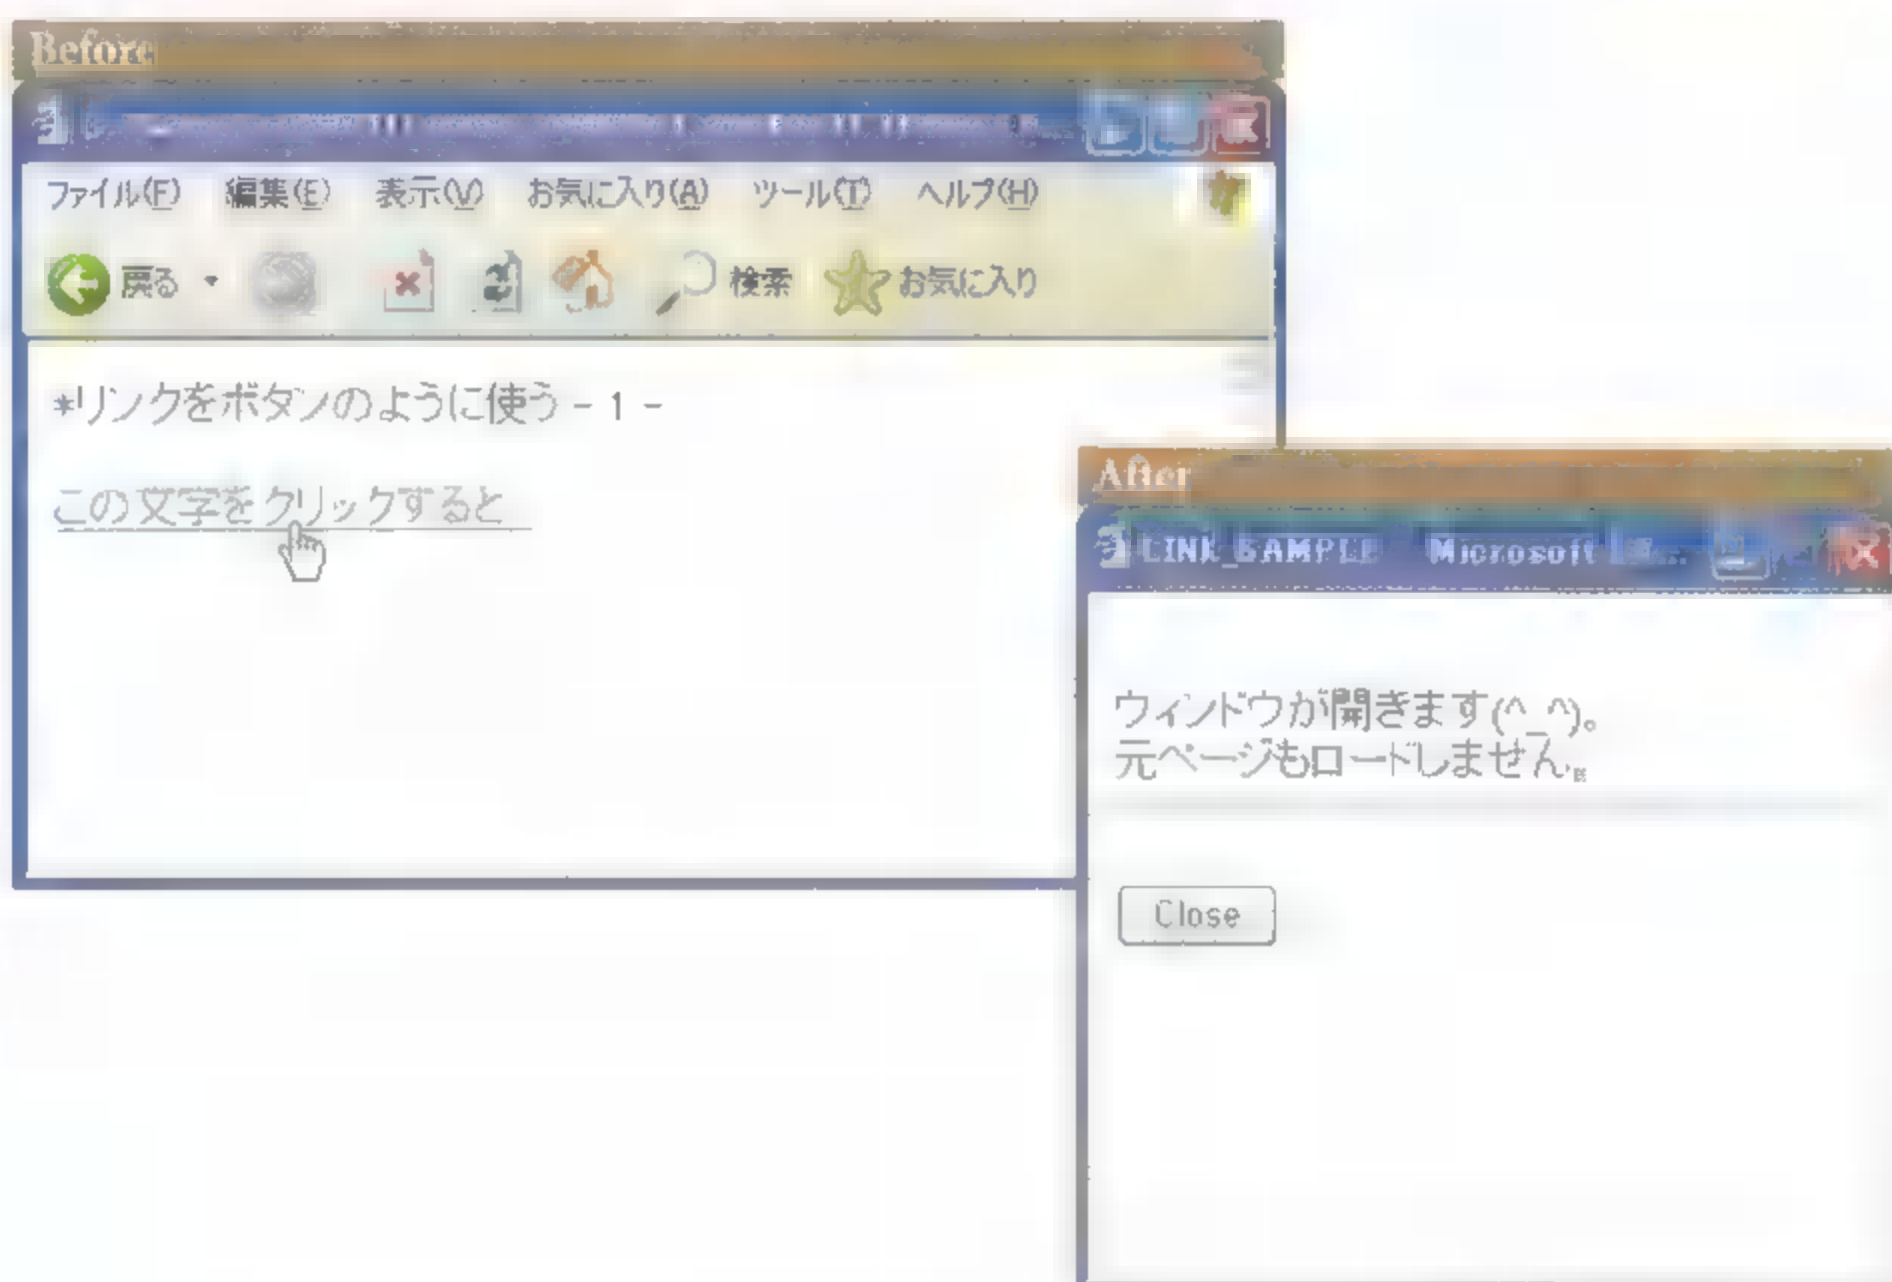 Before
ファイル(F) 編集(E) 表示(V) お気に入り(A) ツール(T) ヘルプ(H)
戻る 検索 お気に入り
*リンクをボタンのように使う - 1 -
この文字をクリックすると
After
LINK_SAMPLE Microsoft
ウィンドウが開きます(^_^)。
元ページもロードしません。
Close